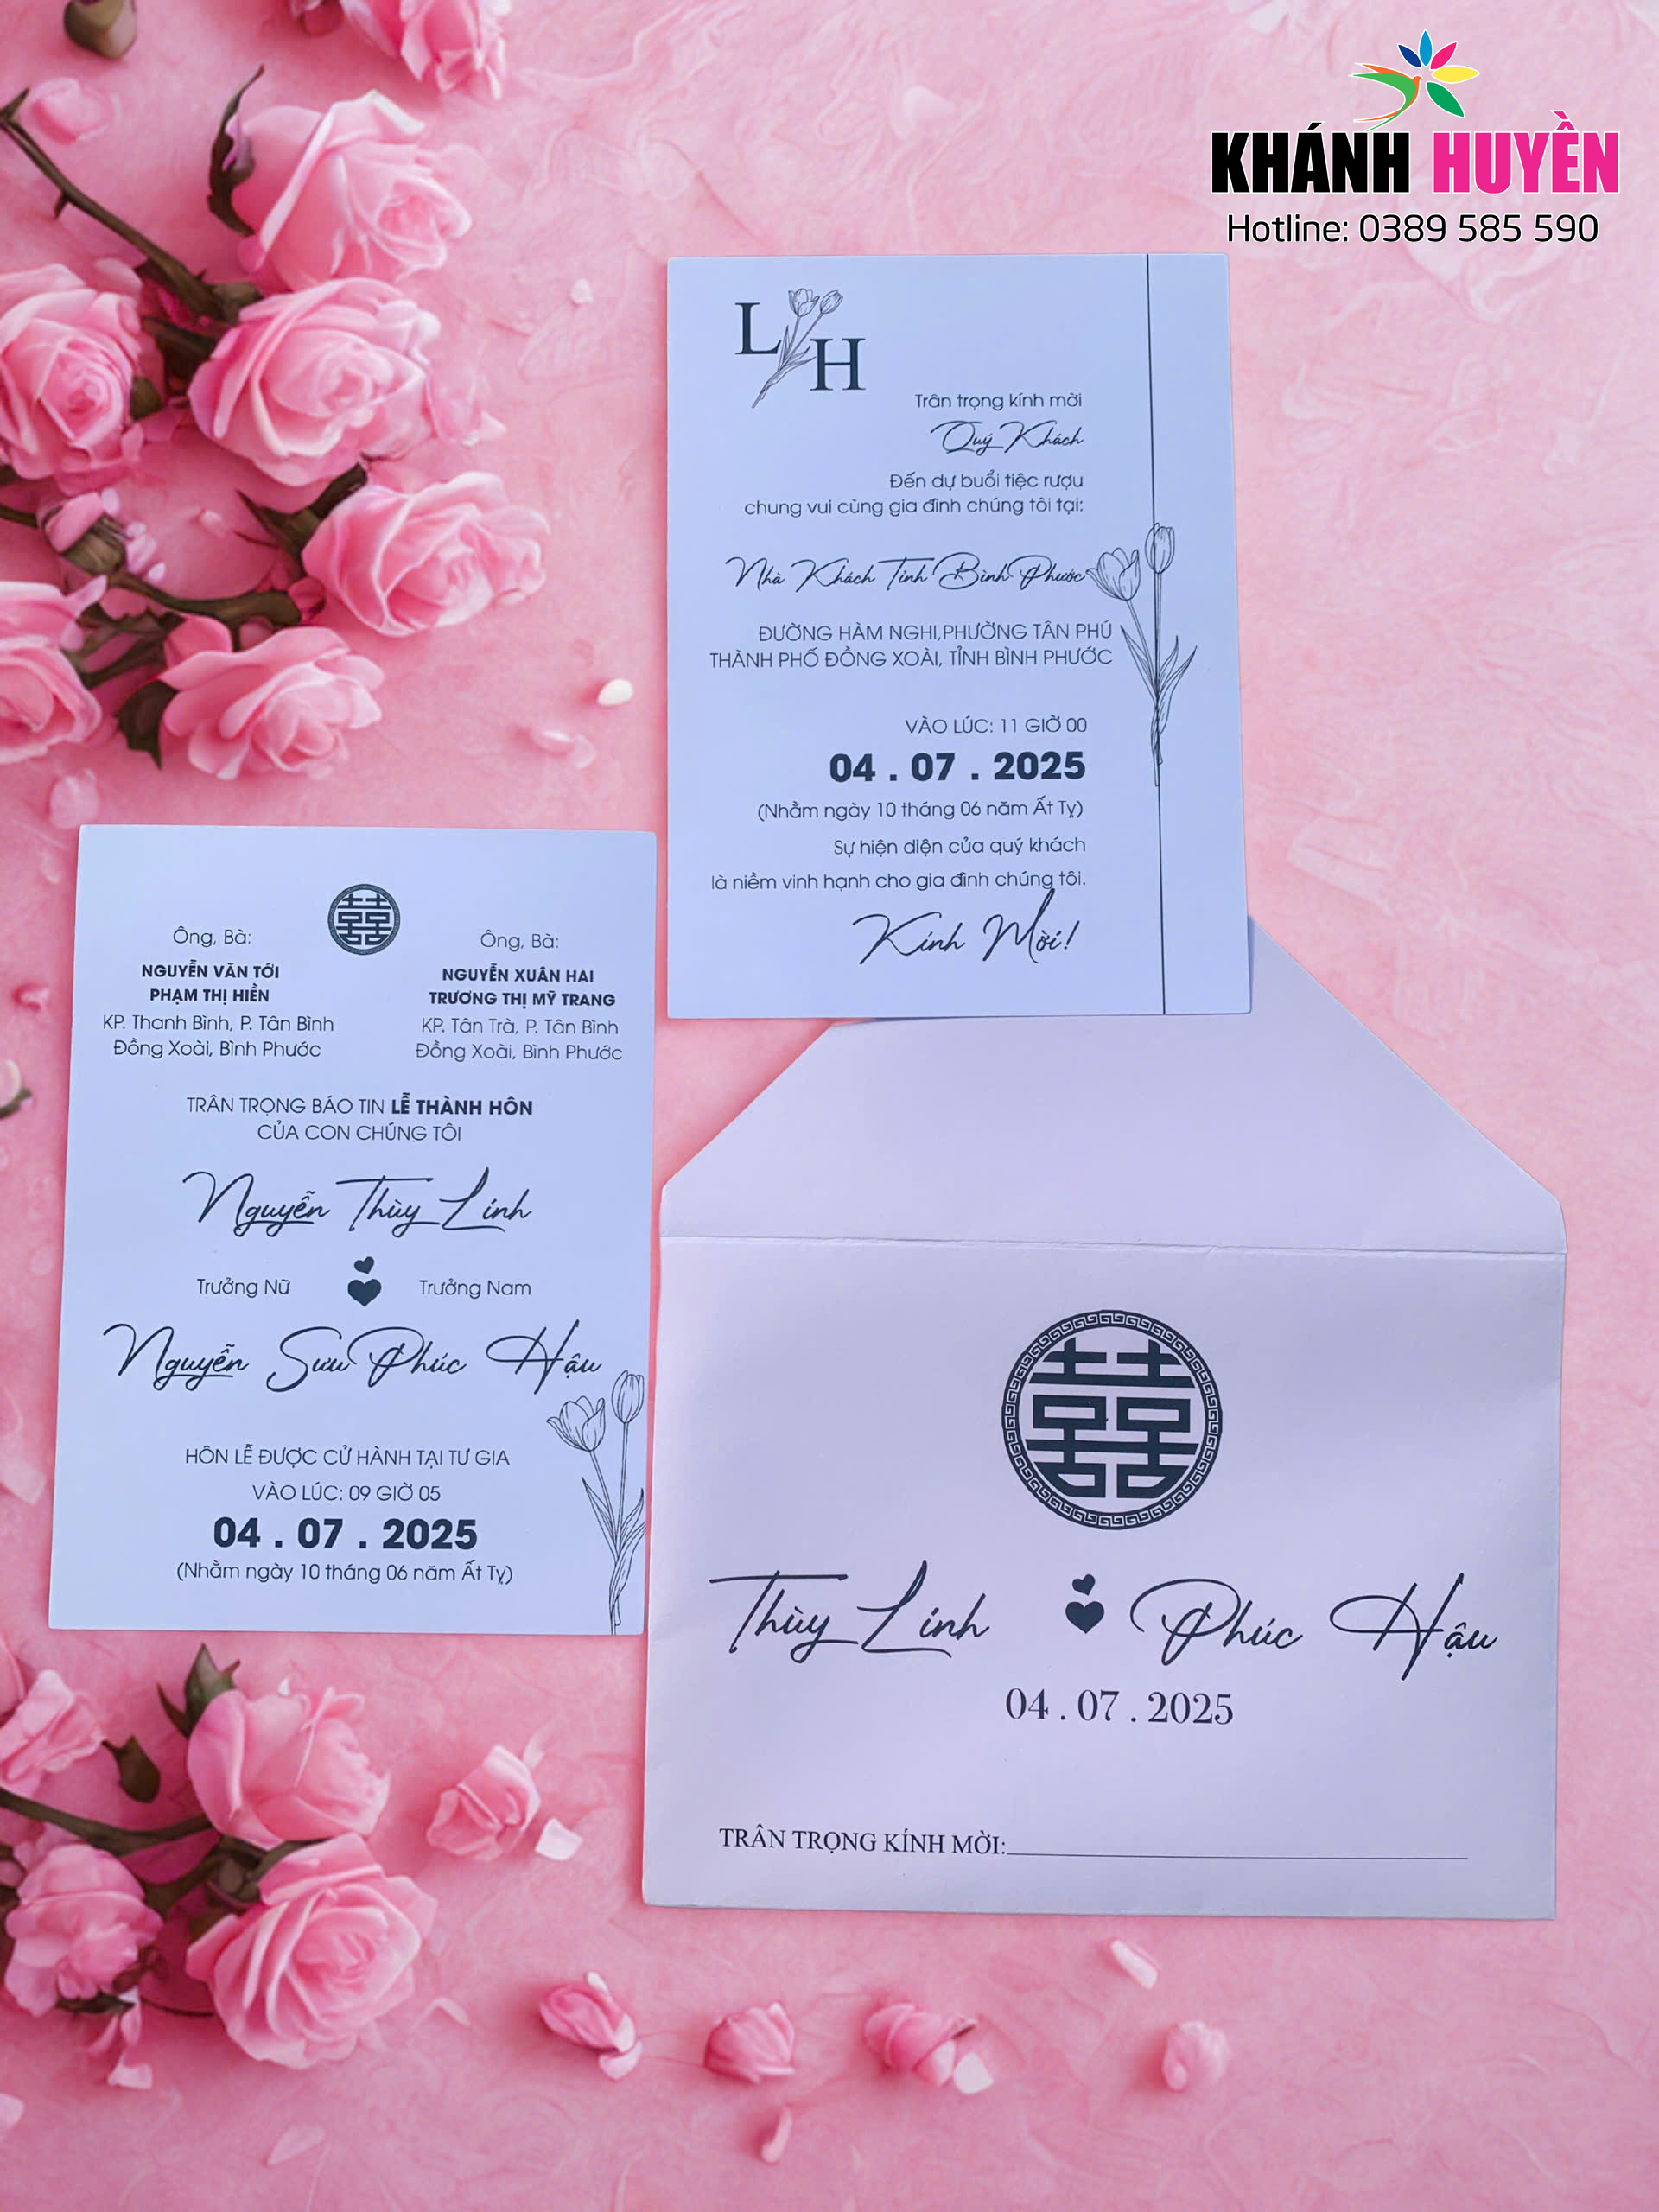 KHÁNH HUYỀN
Hotline: 0389 585 590
L H
Trân trọng kính mời
Quý Khách
Đến dự buổi tiệc rượu
chung vui cùng gia đình chúng tôi tại:
Nhà Khách Tỉnh Bình Phước
ĐƯỜNG HÀM NGHI,PHƯỜNG TÂN PHÚ
THÀNH PHỐ ĐỒNG XOÀI, TỈNH BÌNH PHƯỚC
VÀO LÚC: 11 GIỜ 00
04 . 07 . 2025
(Nhằm ngày 10 tháng 06 năm Ất Tỵ)
Sự hiện diện của quý khách
là niềm vinh hạnh cho gia đình chúng tôi.
Kính Mời!
囍
Ông, Bà:
NGUYỄN VĂN TỚI
PHẠM THỊ HIỀN
KP. Thanh Bình, P. Tân Bình
Đồng Xoài, Bình Phước
Ông, Bà:
NGUYỄN XUÂN HAI
TRƯƠNG THỊ MỸ TRANG
KP. Tân Trà, P. Tân Bình
Đồng Xoài, Bình Phước
TRÂN TRỌNG BÁO TIN LỄ THÀNH HÔN
CỦA CON CHÚNG TÔI
Nguyễn Thùy Linh
Trưởng Nữ Trưởng Nam
Nguyễn Sưu Phúc Hậu
HÔN LỄ ĐƯỢC CỬ HÀNH TẠI TƯ GIA
VÀO LÚC: 09 GIỜ 05
04 . 07 . 2025
(Nhằm ngày 10 tháng 06 năm Ất Tỵ)
囍
Thùy Linh Phúc Hậu
04 . 07 . 2025
TRÂN TRỌNG KÍNH MỜI: